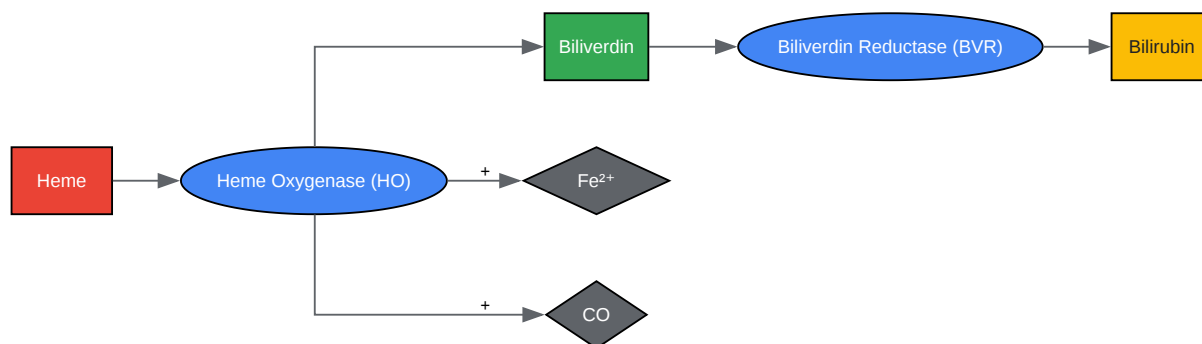 Biliverdin
Biliverdin Reductase (BVR)
Bilirubin
Heme
Heme Oxygenase (HO)
+
Fe²⁺
+
CO